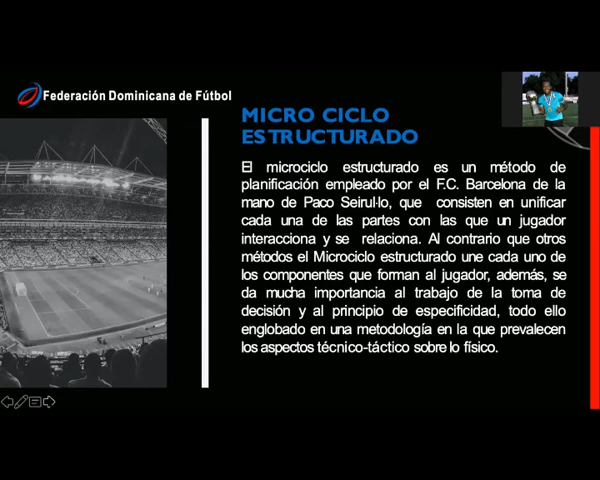 Federación Dominicana de Fútbol
MICRO CICLO
ESTRUCTURADO
El microciclo estructurado es un método de
planificación empleado por el F.C. Barcelona de la
mano de Paco Seirul·lo, que consisten en unificar
cada una de las partes con las que un jugador
interacciona y se relaciona. Al contrario que otros
métodos el Microciclo estructurado une cada uno de
los componentes que forman al jugador, además, se
da mucha importancia al trabajo de la toma de
decisión y al principio de especificidad, todo ello
englobado en una metodología en la que prevalecen
los aspectos técnico-táctico sobre lo físico.